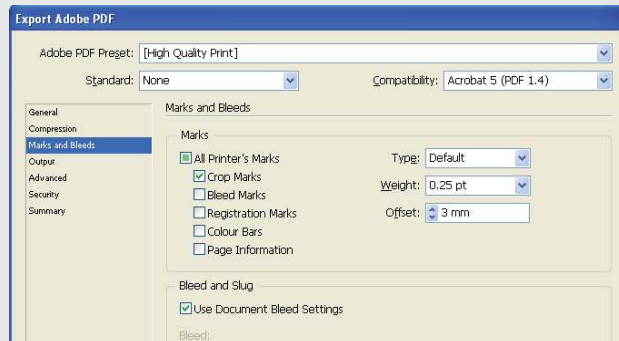 Export Adobe PDF
Adobe PDF Preset: [High Quality Print]
Standard: None Compatibility: Acrobat 5 (PDF 1.4)
General
Compression
Marks and Bleeds
Output
Advanced
Security
Summary
Marks and Bleeds
Marks
All Printer's Marks
Crop Marks
Bleed Marks
Registration Marks
Colour Bars
Page Information
Type: Default
Weight: 0.25 pt
Offset: 3 mm
Bleed and Slug
Use Document Bleed Settings
Bleed: